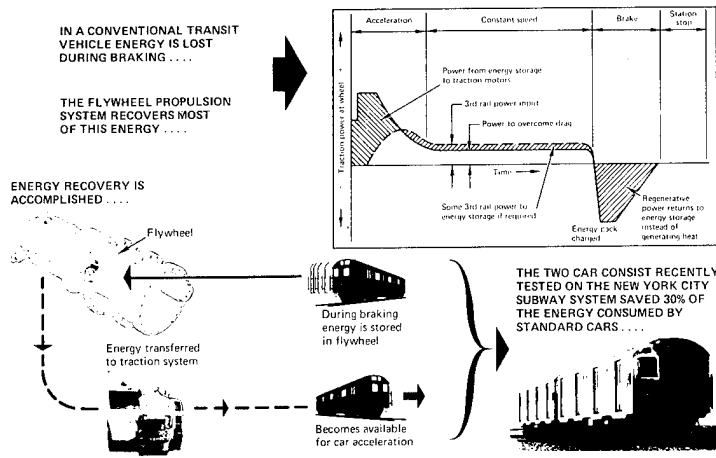 IN A CONVENTIONAL TRANSIT
VEHICLE ENERGY IS LOST
DURING BRAKING . . . .
THE FLYWHEEL PROPULSION
SYSTEM RECOVERS MOST
OF THIS ENERGY . . . .
Acceleration
Constant speed
Brake
Station
stop
Traction power at wheel
+
-
Power from energy storage
to traction motors
3rd rail power input
Power to overcome drag
Time
Some 3rd rail power to
energy storage if required
Energy pack
charged
Regenerative
power returns to
energy storage
instead of
generating heat
ENERGY RECOVERY IS
ACCOMPLISHED . . . .
Flywheel
During braking
energy is stored
in flywheel
Energy transferred
to traction system
Becomes available
for car acceleration
THE TWO CAR CONSIST RECENTLY
TESTED ON THE NEW YORK CITY
SUBWAY SYSTEM SAVED 30% OF
THE ENERGY CONSUMED BY
STANDARD CARS . . . .